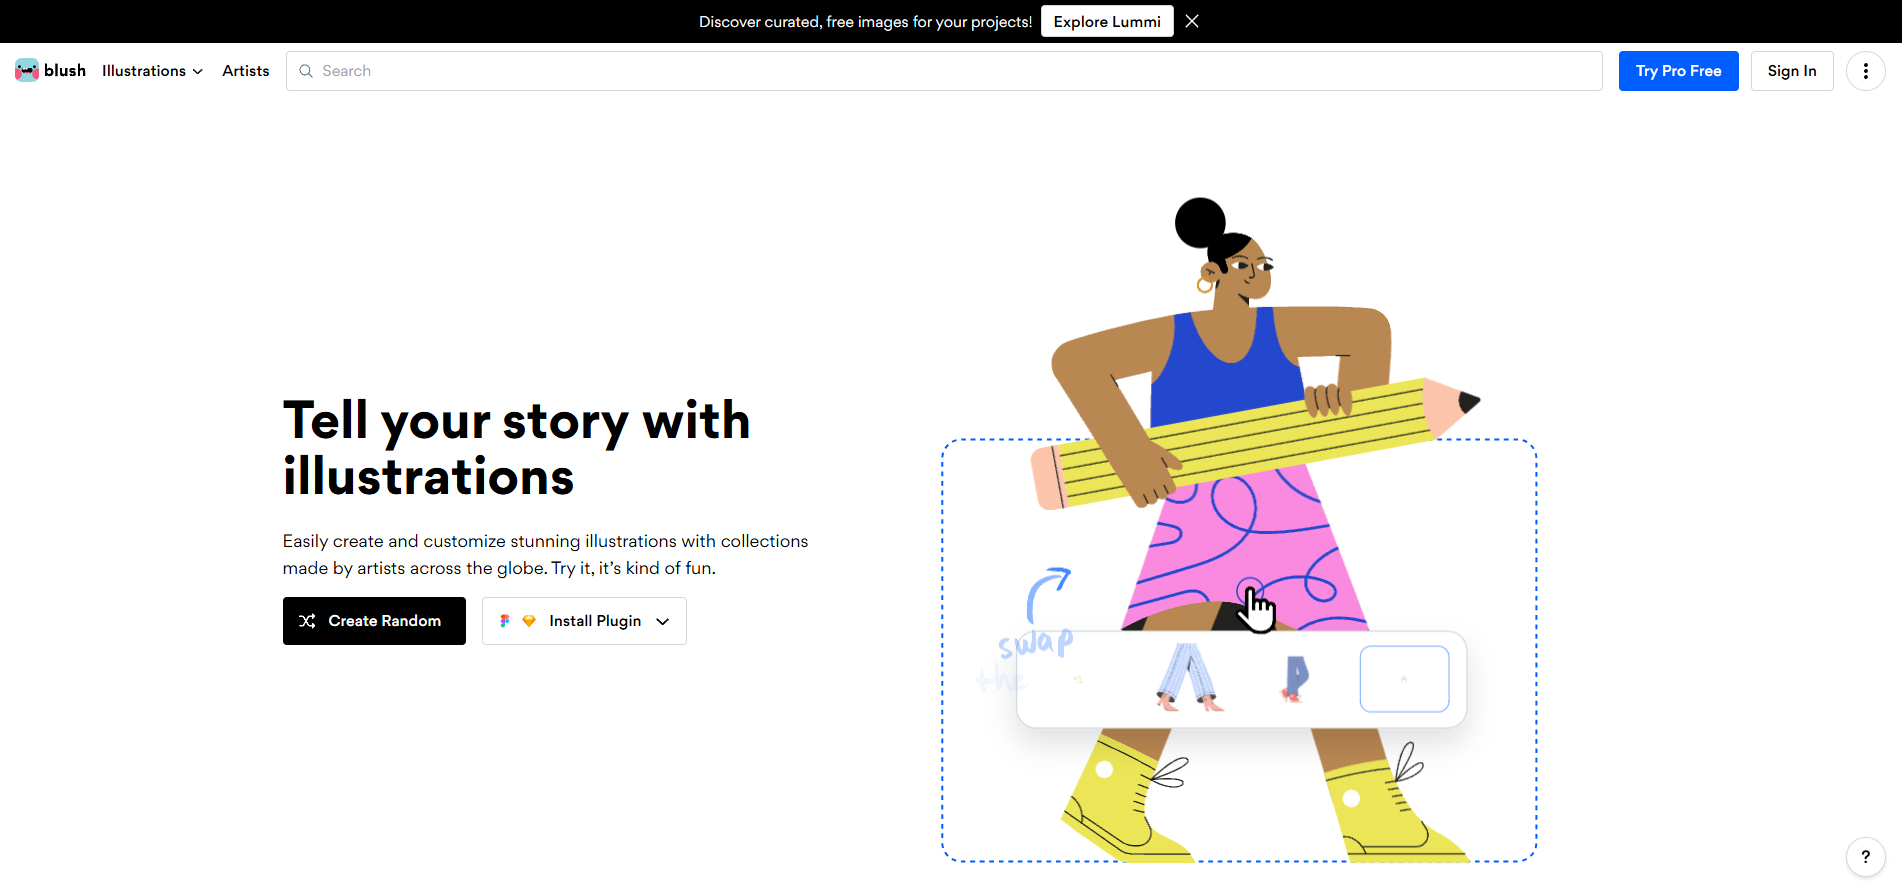 Discover curated, free images for your projects! Explore Lummi
blush Illustrations Artists Search Try Pro Free Sign In
Tell your story with
illustrations
Easily create and customize stunning illustrations with collections
made by artists across the globe. Try it, it’s kind of fun.
Create Random Install Plugin
swap
the
?